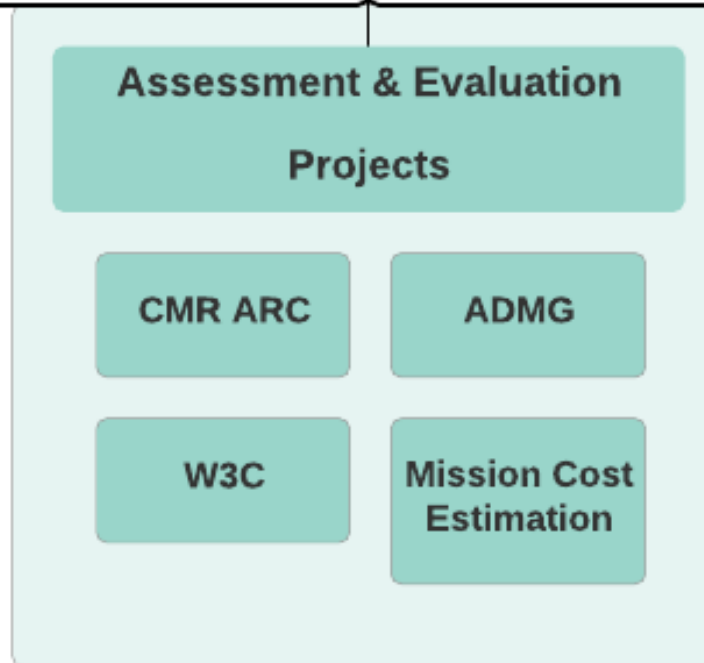 Assessment & Evaluation
Projects
CMR ARC
ADMG
W3C
Mission Cost
Estimation